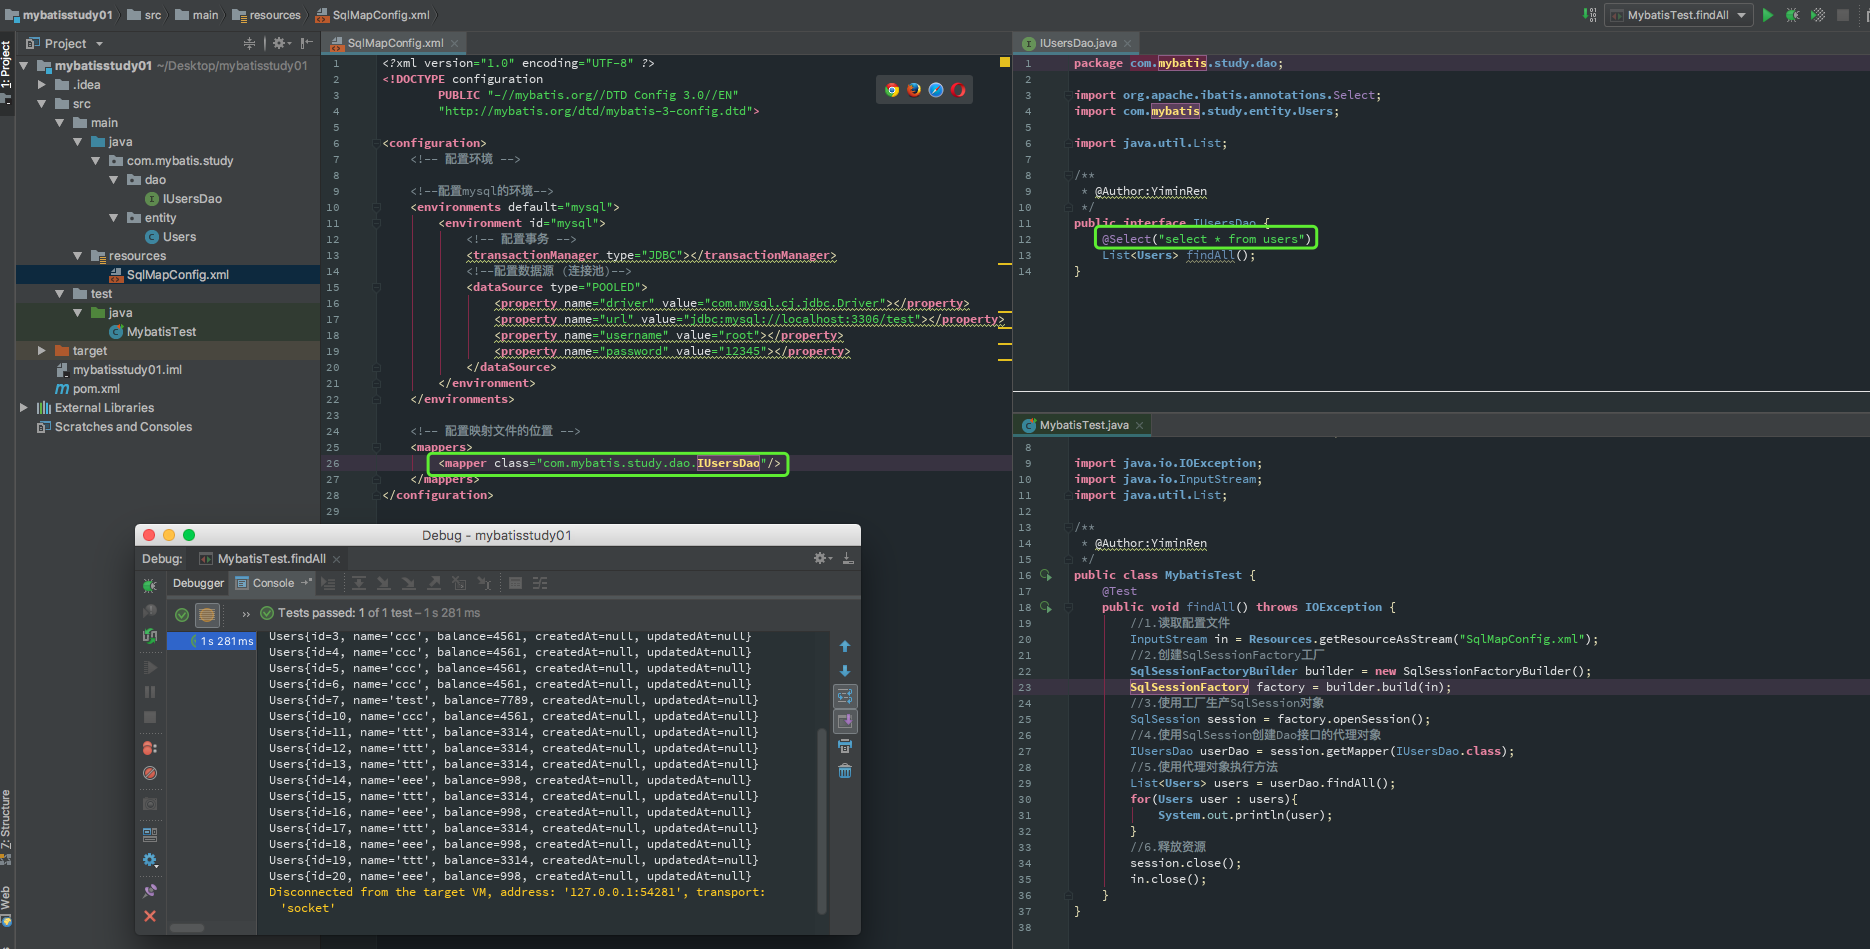 mybatisstudy01 src main resources SqlMapConfig.xml
MybatisTest.findAll
1: Project
Z: Structure
Web
Project
mybatisstudy01 ~/Desktop/mybatisstudy01
.idea
src
main
java
com.mybatis.study
dao
IUsersDao
entity
Users
resources
SqlMapConfig.xml
test
java
MybatisTest
target
mybatisstudy01.iml
pom.xml
External Libraries
Scratches and Consoles
SqlMapConfig.xml
1 <?xml version="1.0" encoding="UTF-8" ?>
2 <!DOCTYPE configuration
3 PUBLIC "-//mybatis.org//DTD Config 3.0//EN"
4 "http://mybatis.org/dtd/mybatis-3-config.dtd">
5
6 <configuration>
7 <!-- 配置环境 -->
8
9 <!--配置mysql的环境-->
10 <environments default="mysql">
11 <environment id="mysql">
12 <!-- 配置事务 -->
13 <transactionManager type="JDBC"></transactionManager>
14 <!--配置数据源 (连接池)-->
15 <dataSource type="POOLED">
16 <property name="driver" value="com.mysql.cj.jdbc.Driver"></property>
17 <property name="url" value="jdbc:mysql://localhost:3306/test"></property>
18 <property name="username" value="root"></property>
19 <property name="password" value="12345"></property>
20 </dataSource>
21 </environment>
22 </environments>
23
24 <!-- 配置映射文件的位置 -->
25 <mappers>
26 <mapper class="com.mybatis.study.dao.IUsersDao"/>
27 </mappers>
28 </configuration>
29
IUsersDao.java
1 package com.mybatis.study.dao;
2
3 import org.apache.ibatis.annotations.Select;
4 import com.mybatis.study.entity.Users;
5
6 import java.util.List;
7
8 /**
9 * @Author:YiminRen
10 */
11 public interface IUsersDao {
12 @Select("select * from users")
13 List<Users> findAll();
14 }
MybatisTest.java
8
9 import java.io.IOException;
10 import java.io.InputStream;
11 import java.util.List;
12
13 /**
14 * @Author:YiminRen
15 */
16 public class MybatisTest {
17 @Test
18 public void findAll() throws IOException {
19 //1.读取配置文件
20 InputStream in = Resources.getResourceAsStream("SqlMapConfig.xml");
21 //2.创建SqlSessionFactory工厂
22 SqlSessionFactoryBuilder builder = new SqlSessionFactoryBuilder();
23 SqlSessionFactory factory = builder.build(in);
24 //3.使用工厂生产SqlSession对象
25 SqlSession session = factory.openSession();
26 //4.使用SqlSession创建Dao接口的代理对象
27 IUsersDao userDao = session.getMapper(IUsersDao.class);
28 //5.使用代理对象执行方法
29 List<Users> users = userDao.findAll();
30 for(Users user : users){
31 System.out.println(user);
32 }
33 //6.释放资源
34 session.close();
35 in.close();
36 }
37 }
38
Debug - mybatisstudy01
Debug: MybatisTest.findAll
Debugger Console
Tests passed: 1 of 1 test – 1 s 281 ms
1 s 281 ms
Users{id=3, name='ccc', balance=4561, createdAt=null, updatedAt=null}
Users{id=4, name='ccc', balance=4561, createdAt=null, updatedAt=null}
Users{id=5, name='ccc', balance=4561, createdAt=null, updatedAt=null}
Users{id=6, name='ccc', balance=4561, createdAt=null, updatedAt=null}
Users{id=7, name='test', balance=7789, createdAt=null, updatedAt=null}
Users{id=10, name='ccc', balance=4561, createdAt=null, updatedAt=null}
Users{id=11, name='ttt', balance=3314, createdAt=null, updatedAt=null}
Users{id=12, name='ttt', balance=3314, createdAt=null, updatedAt=null}
Users{id=13, name='ttt', balance=3314, createdAt=null, updatedAt=null}
Users{id=14, name='eee', balance=998, createdAt=null, updatedAt=null}
Users{id=15, name='ttt', balance=3314, createdAt=null, updatedAt=null}
Users{id=16, name='eee', balance=998, createdAt=null, updatedAt=null}
Users{id=17, name='ttt', balance=3314, createdAt=null, updatedAt=null}
Users{id=18, name='eee', balance=998, createdAt=null, updatedAt=null}
Users{id=19, name='ttt', balance=3314, createdAt=null, updatedAt=null}
Users{id=20, name='eee', balance=998, createdAt=null, updatedAt=null}
Disconnected from the target VM, address: '127.0.0.1:54281', transport:
'socket'